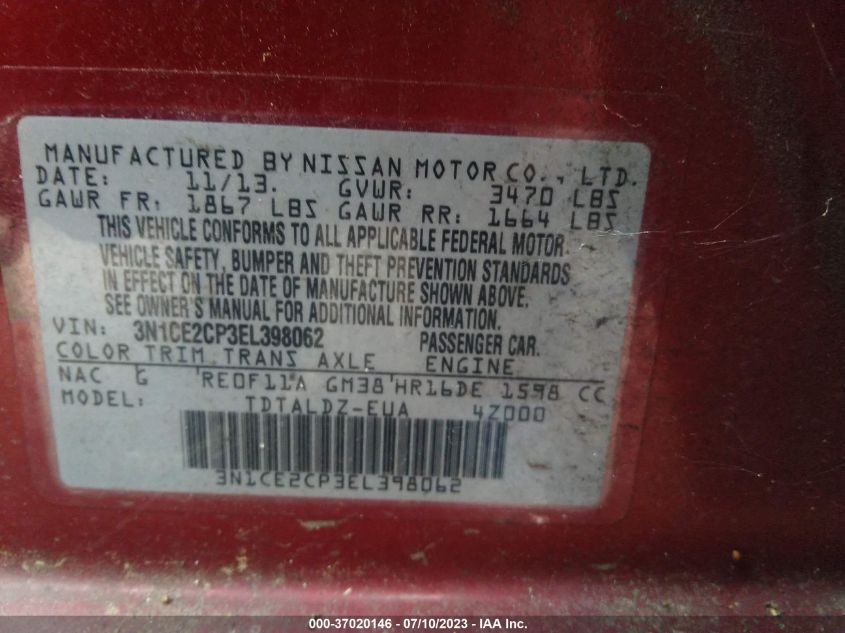 MANUFACTURED BY NISSAN MOTOR CO., LTD.
DATE: 11/13. GVWR: 3470 LBS
GAWR FR: 1867 LBS GAWR RR: 1664 LBS
THIS VEHICLE CONFORMS TO ALL APPLICABLE FEDERAL MOTOR
VEHICLE SAFETY, BUMPER AND THEFT PREVENTION STANDARDS
IN EFFECT ON THE DATE OF MANUFACTURE SHOWN ABOVE.
SEE OWNER'S MANUAL FOR ADDITIONAL INFORMATION
VIN: 3N1CE2CP3EL398062 PASSENGER CAR.
COLOR TRIM TRANS AXLE ENGINE
NAC G RE0F11A GM38 HR16DE 1598 CC
MODEL: TDTALDZ-EUA 4Z000
3N1CE2CP3EL398062
000-37020146 - 07/10/2023 - IAA Inc.